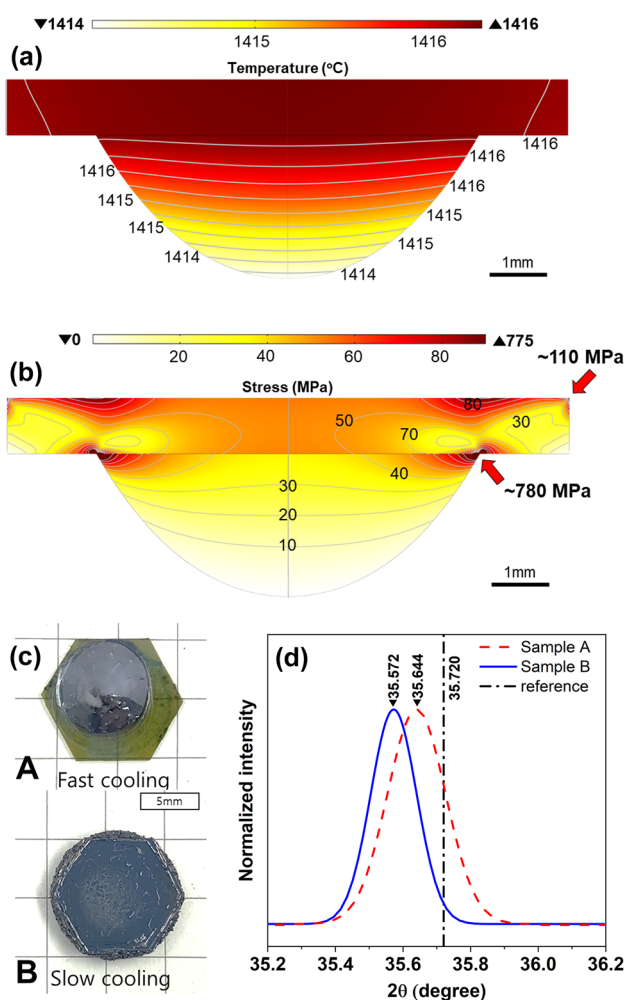 ▼1414 ▲1416
1415 1416
(a) Temperature (°C)
1416 1416 1416
1416 1416
1415 1415
1415 1415
1414 1414
1mm
▼0 ▲775
20 40 60 80
(b) Stress (MPa) ~110 MPa
80
50 30
70
40
30 ~780 MPa
20
10
1mm
(c)
A
Fast cooling
5mm
B
Slow cooling
(d)
Sample A
Sample B
reference
▼35.572
▼35.644
35.720
Normalized intensity
35.2 35.4 35.6 35.8 36.0 36.2
2θ (degree)